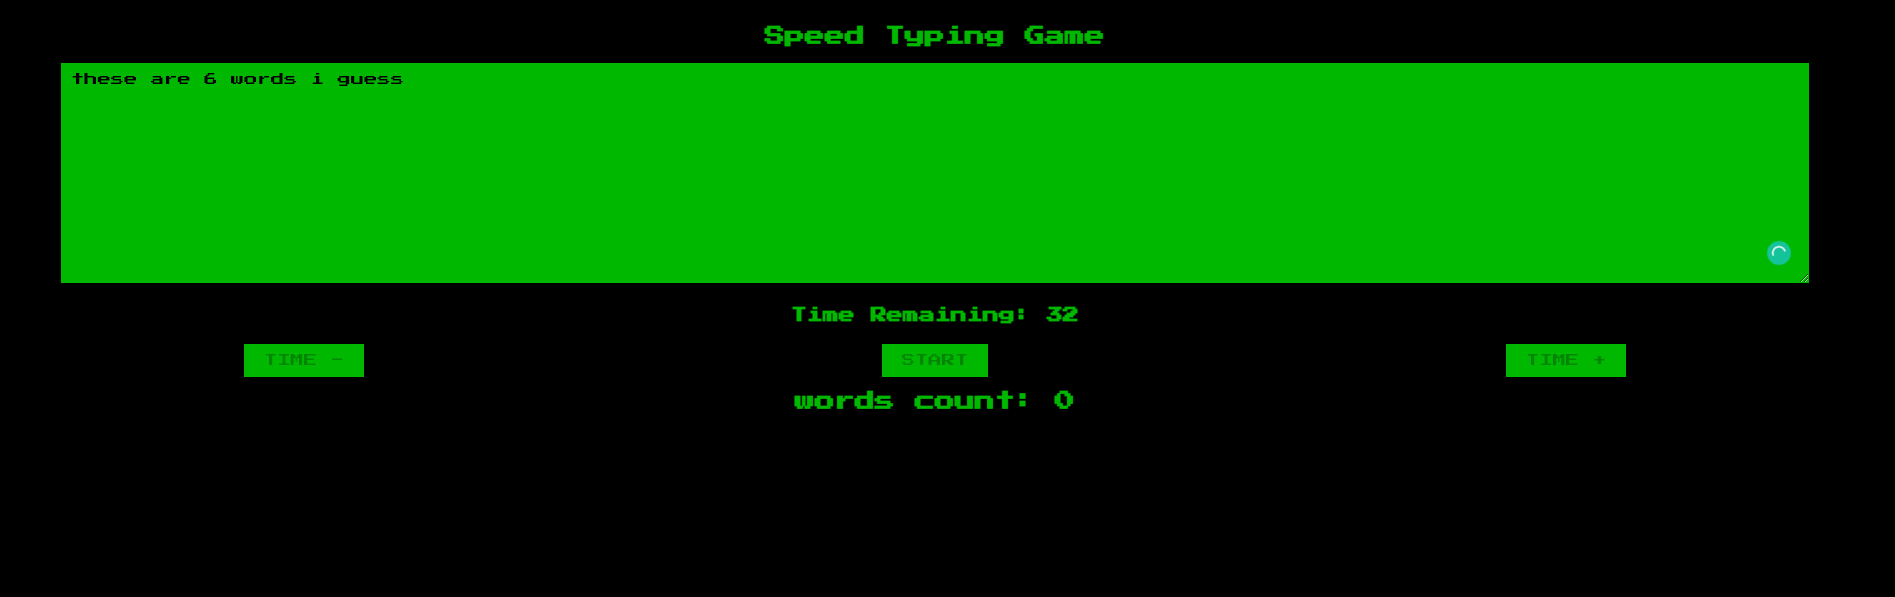 Speed Typing Game
these are 6 words i guess
Time Remaining: 32
TIME - START TIME +
words count: 0